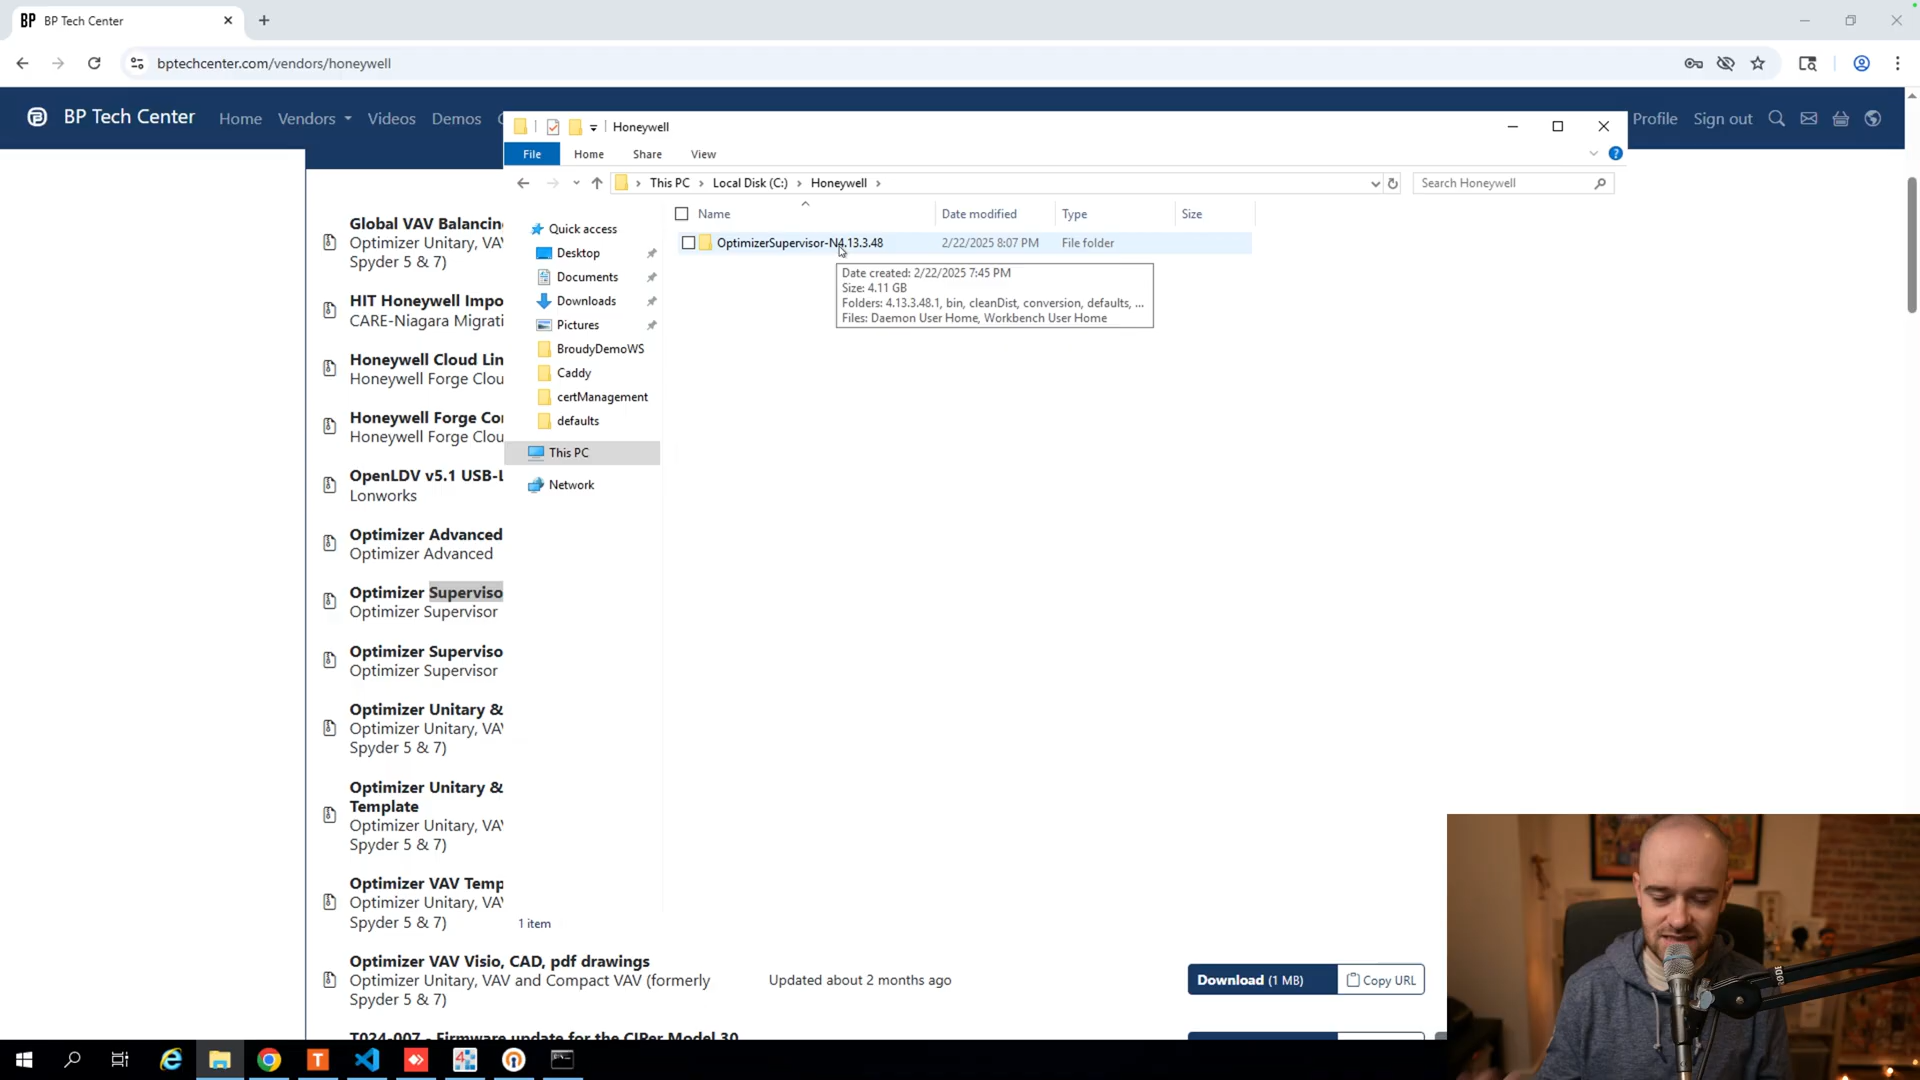 BP Tech Center
bptechcenter.com/vendors/honeywell
BP Tech Center
Home
Vendors
Videos
Demos
Profile
Sign out
Honeywell
File
Home
Share
View
This PC
Local Disk (C:)
Honeywell
Search Honeywell
Name
Date modified
Type
Size
Quick access
Desktop
Documents
Downloads
Pictures
BroudyDemoWS
Caddy
certManagement
defaults
This PC
Network
OptimizerSupervisor-N4.13.3.48
2/22/2025 8:07 PM
File folder
Date created: 2/22/2025 7:45 PM
Size: 4.11 GB
Folders: 4.13.3.48.1, bin, cleanDist, conversion, defaults, ...
Files: Daemon User Home, Workbench User Home
1 item
Global VAV Balancin
Optimizer Unitary, VA
Spyder 5 & 7)
HIT Honeywell Impo
CARE-Niagara Migrati
Honeywell Cloud Lin
Honeywell Forge Clou
Honeywell Forge Co
Honeywell Forge Clou
OpenLDV v5.1 USB-L
Lonworks
Optimizer Advanced
Optimizer Advanced
Optimizer Superviso
Optimizer Supervisor
Optimizer Superviso
Optimizer Supervisor
Optimizer Unitary &
Optimizer Unitary, VA
Spyder 5 & 7)
Optimizer Unitary &
Template
Optimizer Unitary, VA
Spyder 5 & 7)
Optimizer VAV Temp
Optimizer Unitary, VA
Spyder 5 & 7)
Optimizer VAV Visio, CAD, pdf drawings
Optimizer Unitary, VAV and Compact VAV (formerly
Spyder 5 & 7)
Updated about 2 months ago
Download (1 MB)
Copy URL
T024-007 - Firmware update for the CIPer Model 30